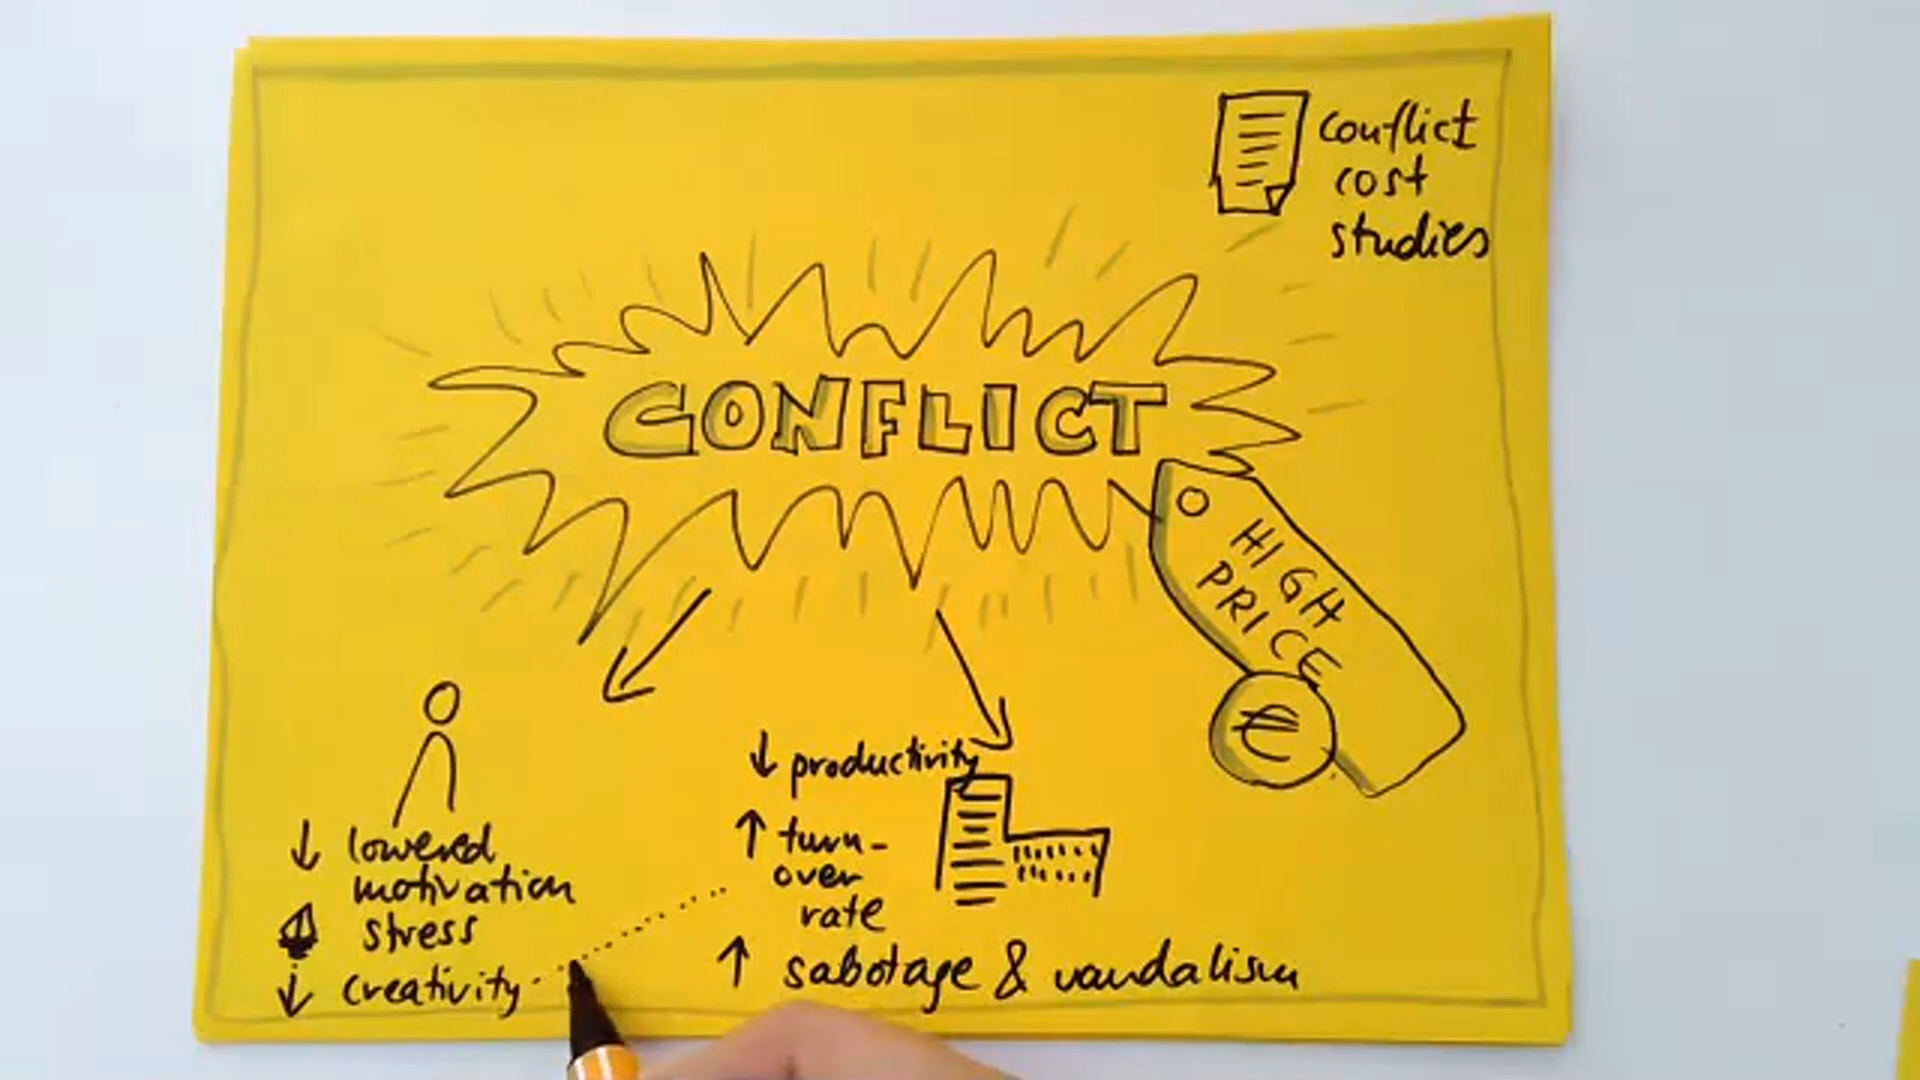 conflict
cost
studies
CONFLICT
HIGH
PRICE
€
↓ lowered
motivation
stress
↓ creativity
↓ productivity
↑ turn-
over
rate
↑ sabotage & vandalism